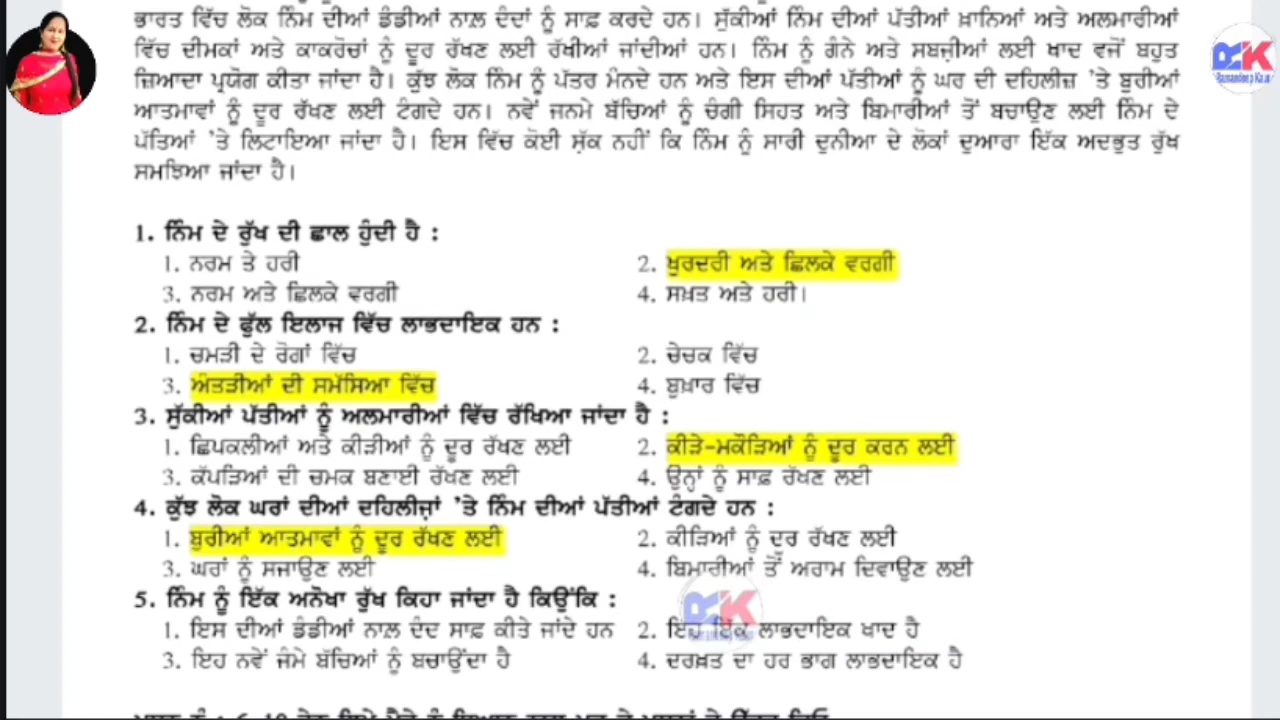 ਭਾਰਤ ਵਿੱਚ ਲੋਕ ਨਿੰਮ ਦੀਆਂ ਡੰਡੀਆਂ ਨਾਲ਼ ਦੰਦਾਂ ਨੂੰ ਸਾਫ਼ ਕਰਦੇ ਹਨ। ਸੁੱਕੀਆਂ ਨਿੰਮ ਦੀਆਂ ਪੱਤੀਆਂ ਖ਼ਾਨਿਆਂ ਅਤੇ ਅਲਮਾਰੀਆਂ
ਵਿੱਚ ਦੀਮਕਾਂ ਅਤੇ ਕਾਕਰੋਚਾਂ ਨੂੰ ਦੂਰ ਰੱਖਣ ਲਈ ਰੱਖੀਆਂ ਜਾਂਦੀਆਂ ਹਨ। ਨਿੰਮ ਨੂੰ ਗੰਨੇ ਅਤੇ ਸਬਜ਼ੀਆਂ ਲਈ ਖਾਦ ਵਜੋਂ ਬਹੁਤ
ਜ਼ਿਆਦਾ ਪ੍ਰਯੋਗ ਕੀਤਾ ਜਾਂਦਾ ਹੈ। ਕੁੱਝ ਲੋਕ ਨਿੰਮ ਨੂੰ ਪੱਤਰ ਮੰਨਦੇ ਹਨ ਅਤੇ ਇਸ ਦੀਆਂ ਪੱਤੀਆਂ ਨੂੰ ਘਰ ਦੀ ਦਹਿਲੀਜ਼ 'ਤੇ ਬੁਰੀਆਂ
ਆਤਮਾਵਾਂ ਨੂੰ ਦੂਰ ਰੱਖਣ ਲਈ ਟੰਗਦੇ ਹਨ। ਨਵੇਂ ਜਨਮੇ ਬੱਚਿਆਂ ਨੂੰ ਚੰਗੀ ਸਿਹਤ ਅਤੇ ਬਿਮਾਰੀਆਂ ਤੋਂ ਬਚਾਉਣ ਲਈ ਨਿੰਮ ਦੇ
ਪੱਤਿਆਂ 'ਤੇ ਲਿਟਾਇਆ ਜਾਂਦਾ ਹੈ। ਇਸ ਵਿੱਚ ਕੋਈ ਸ਼ੱਕ ਨਹੀਂ ਕਿ ਨਿੰਮ ਨੂੰ ਸਾਰੀ ਦੁਨੀਆ ਦੇ ਲੋਕਾਂ ਦੁਆਰਾ ਇੱਕ ਅਦਭੁਤ ਰੁੱਖ
ਸਮਝਿਆ ਜਾਂਦਾ ਹੈ।
1. ਨਿੰਮ ਦੇ ਰੁੱਖ ਦੀ ਛਾਲ ਹੁੰਦੀ ਹੈ :
1. ਨਰਮ ਤੇ ਹਰੀ 2. ਖੁਰਦਰੀ ਅਤੇ ਛਿਲਕੇ ਵਰਗੀ
3. ਨਰਮ ਅਤੇ ਛਿਲਕੇ ਵਰਗੀ 4. ਸਖ਼ਤ ਅਤੇ ਹਰੀ।
2. ਨਿੰਮ ਦੇ ਫੁੱਲ ਇਲਾਜ ਵਿੱਚ ਲਾਭਦਾਇਕ ਹਨ :
1. ਚਮੜੀ ਦੇ ਰੋਗਾਂ ਵਿੱਚ 2. ਚੇਚਕ ਵਿੱਚ
3. ਅੰਤੜੀਆਂ ਦੀ ਸਮੱਸਿਆ ਵਿੱਚ 4. ਬੁਖ਼ਾਰ ਵਿੱਚ
3. ਸੁੱਕੀਆਂ ਪੱਤੀਆਂ ਨੂੰ ਅਲਮਾਰੀਆਂ ਵਿੱਚ ਰੱਖਿਆ ਜਾਂਦਾ ਹੈ :
1. ਛਿਪਕਲੀਆਂ ਅਤੇ ਕੀੜੀਆਂ ਨੂੰ ਦੂਰ ਰੱਖਣ ਲਈ 2. ਕੀੜੇ-ਮਕੌੜਿਆਂ ਨੂੰ ਦੂਰ ਕਰਨ ਲਈ
3. ਕੱਪੜਿਆਂ ਦੀ ਚਮਕ ਬਣਾਈ ਰੱਖਣ ਲਈ 4. ਉਨ੍ਹਾਂ ਨੂੰ ਸਾਫ਼ ਰੱਖਣ ਲਈ
4. ਕੁੱਝ ਲੋਕ ਘਰਾਂ ਦੀਆਂ ਦਹਿਲੀਜ਼ਾਂ 'ਤੇ ਨਿੰਮ ਦੀਆਂ ਪੱਤੀਆਂ ਟੰਗਦੇ ਹਨ :
1. ਬੁਰੀਆਂ ਆਤਮਾਵਾਂ ਨੂੰ ਦੂਰ ਰੱਖਣ ਲਈ 2. ਕੀੜਿਆਂ ਨੂੰ ਦੂਰ ਰੱਖਣ ਲਈ
3. ਘਰਾਂ ਨੂੰ ਸਜਾਉਣ ਲਈ 4. ਬਿਮਾਰੀਆਂ ਤੋਂ ਅਰਾਮ ਦਿਵਾਉਣ ਲਈ
5. ਨਿੰਮ ਨੂੰ ਇੱਕ ਅਨੋਖਾ ਰੁੱਖ ਕਿਹਾ ਜਾਂਦਾ ਹੈ ਕਿਉਂਕਿ :
1. ਇਸ ਦੀਆਂ ਡੰਡੀਆਂ ਨਾਲ਼ ਦੰਦ ਸਾਫ਼ ਕੀਤੇ ਜਾਂਦੇ ਹਨ 2. ਇਹ ਇੱਕ ਲਾਭਦਾਇਕ ਖਾਦ ਹੈ
3. ਇਹ ਨਵੇਂ ਜੰਮੇ ਬੱਚਿਆਂ ਨੂੰ ਬਚਾਉਂਦਾ ਹੈ 4. ਦਰਖ਼ਤ ਦਾ ਹਰ ਭਾਗ ਲਾਭਦਾਇਕ ਹੈ